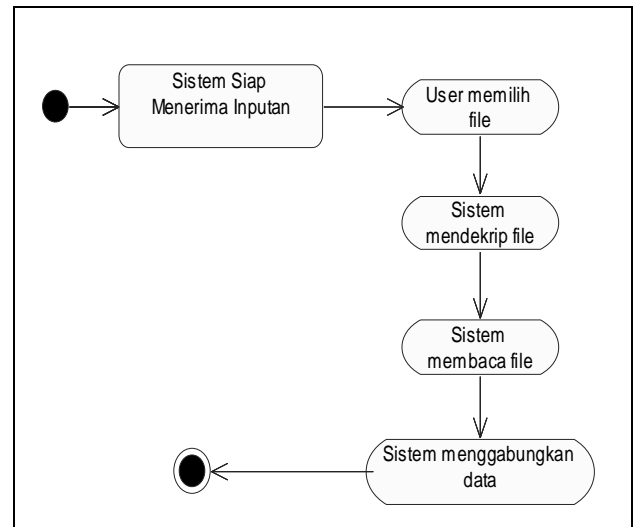 Sistem Siap
Menerima Inputan
User memilih
file
Sistem
mendekrip file
Sistem
membaca file
Sistem menggabungkan
data